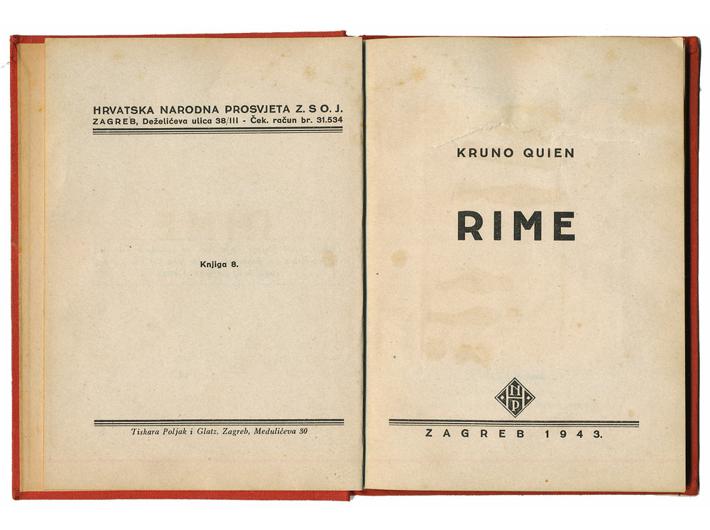 HRVATSKA NARODNA PROSVJETA Z. S O. J.
ZAGREB, Deželićeva ulica 38/III - Ček. račun br. 31.534
Knjiga 8.
Tiskara Poljak i Glatz. Zagreb, Medulićeva 30
KRUNO QUIEN
RIME
H
N
P
ZAGREB 1943.